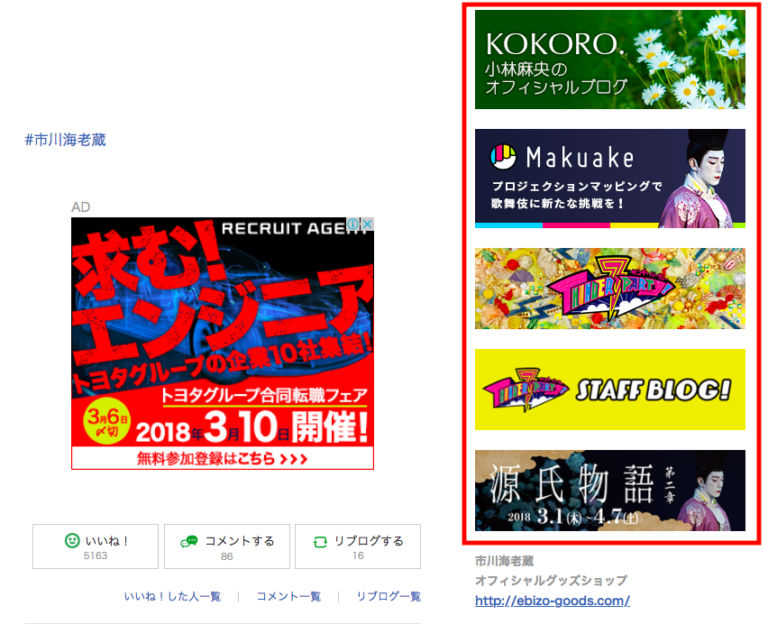 #市川海老蔵
AD
RECRUIT AGENT
求む!
エンジニア
トヨタグループの企業10社集結!
トヨタグループ合同転職フェア
3月6日
〆切
2018年3月10日開催!
無料参加登録はこちら >>>
いいね!
5163
コメントする
86
リブログする
16
いいね!した人一覧 | コメント一覧 | リブログ一覧
KOKORO.
小林麻央の
オフィシャルブログ
Makuake
プロジェクションマッピングで
歌舞伎に新たな挑戦を!
THUNDER PARTY!
THUNDER PARTY!
STAFF BLOG!
源氏物語 第二章
2018 3.1(木)~4.7(土)
市川海老蔵
オフィシャルグッズショップ
http://ebizo-goods.com/